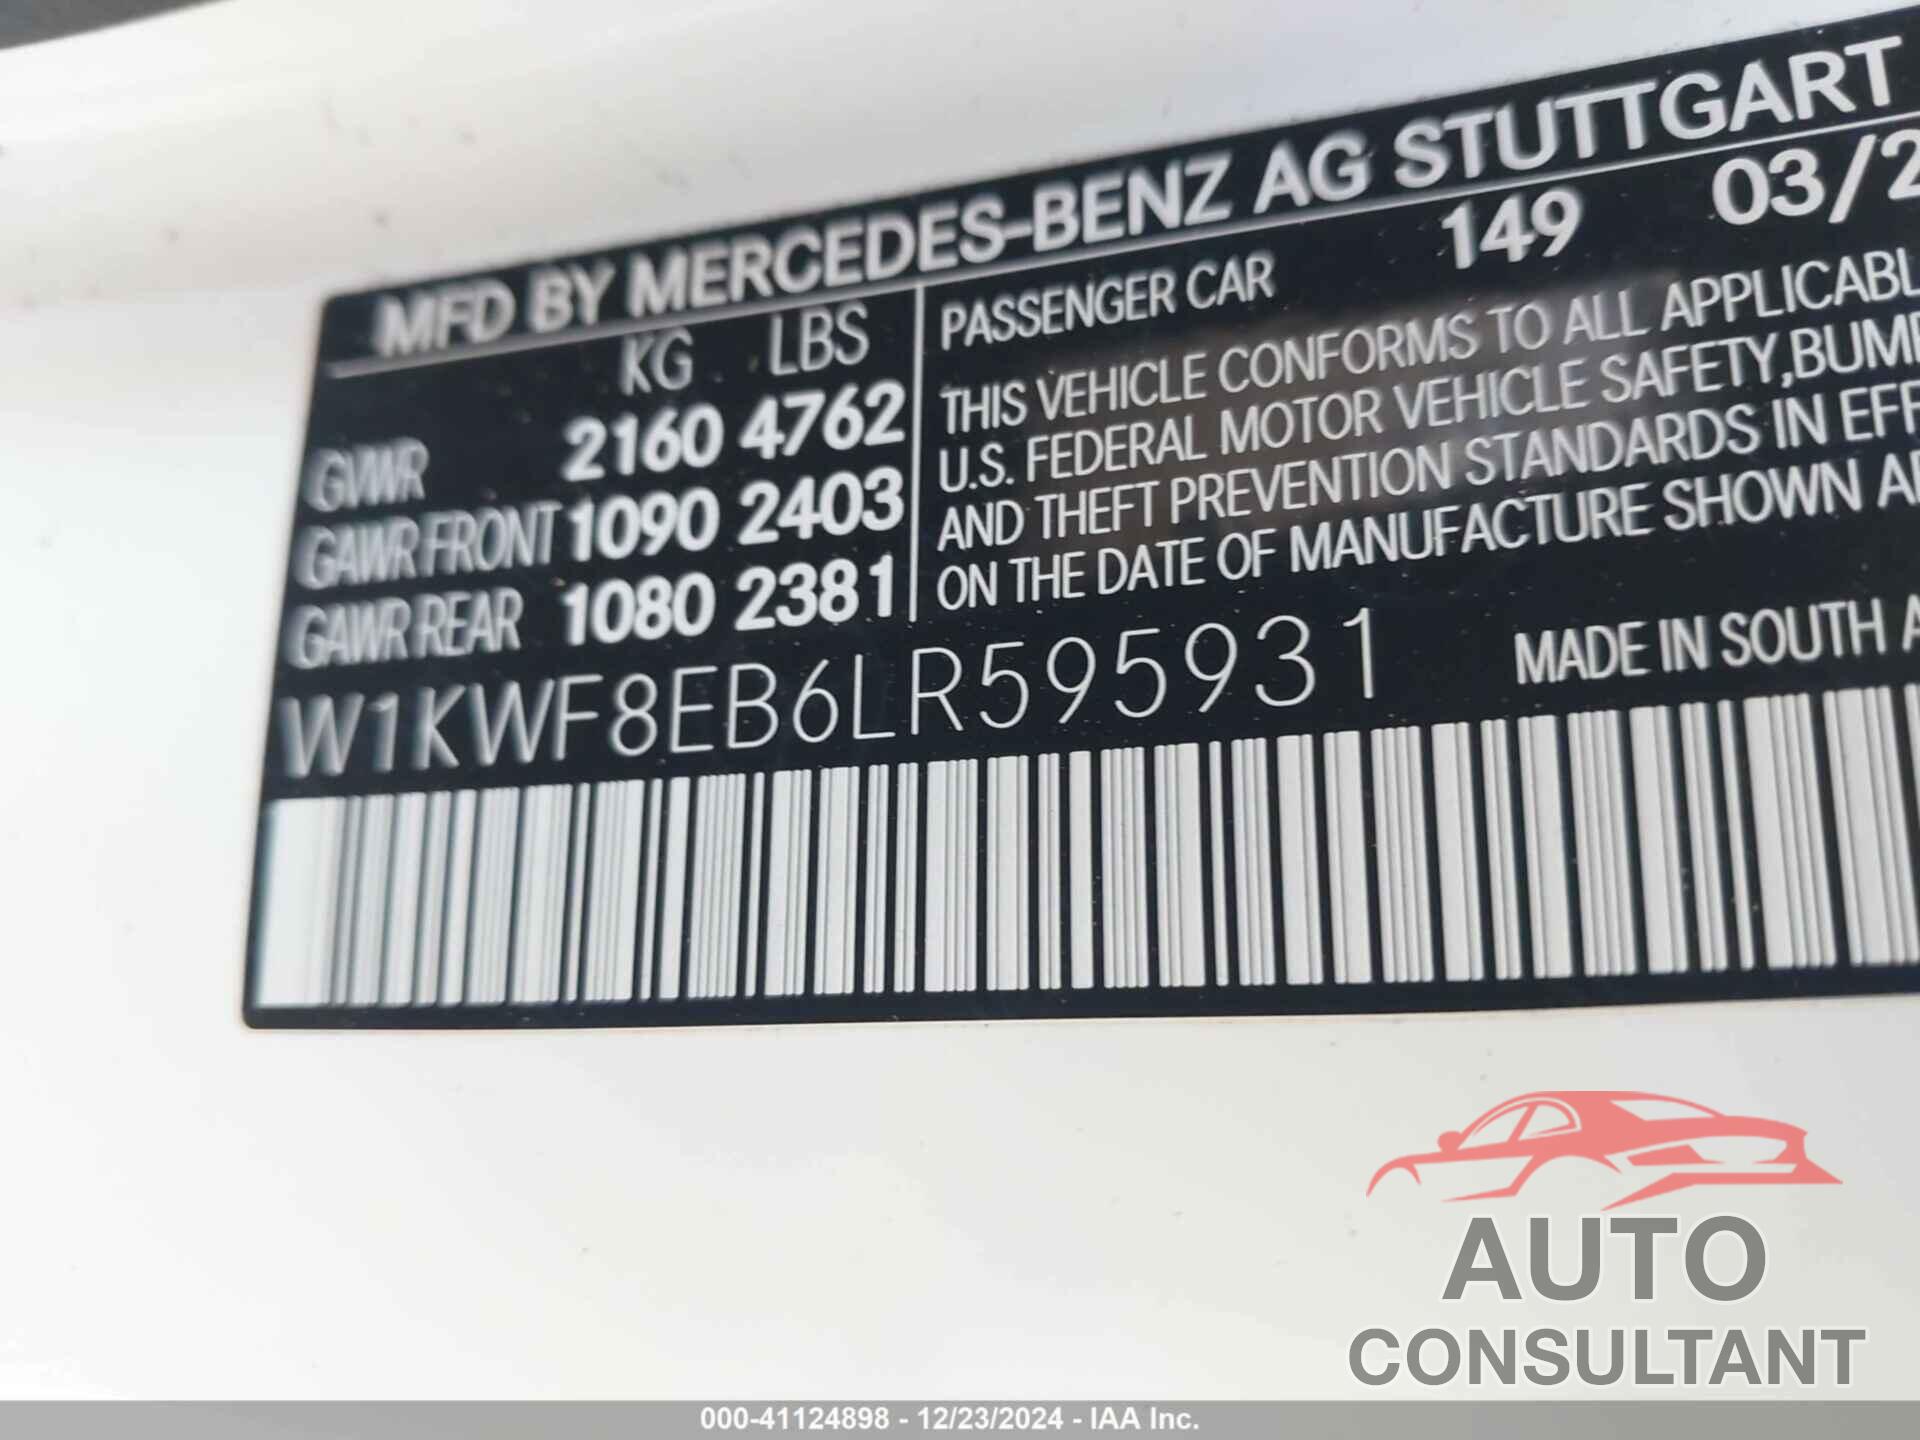 MFD BY MERCEDES-BENZ AG STUTTGART
KG LBS
GVWR 2160 4762
GAWR FRONT 1090 2403
GAWR REAR 1080 2381
PASSENGER CAR 149 03/2
THIS VEHICLE CONFORMS TO ALL APPLICABL
U.S. FEDERAL MOTOR VEHICLE SAFETY,BUM
AND THEFT PREVENTION STANDARDS IN EFF
ON THE DATE OF MANUFACTURE SHOWN A
W1KWF8EB6LR595931
MADE IN SOUTH A
AUTO
CONSULTANT
000-41124898 - 12/23/2024 - IAA Inc.